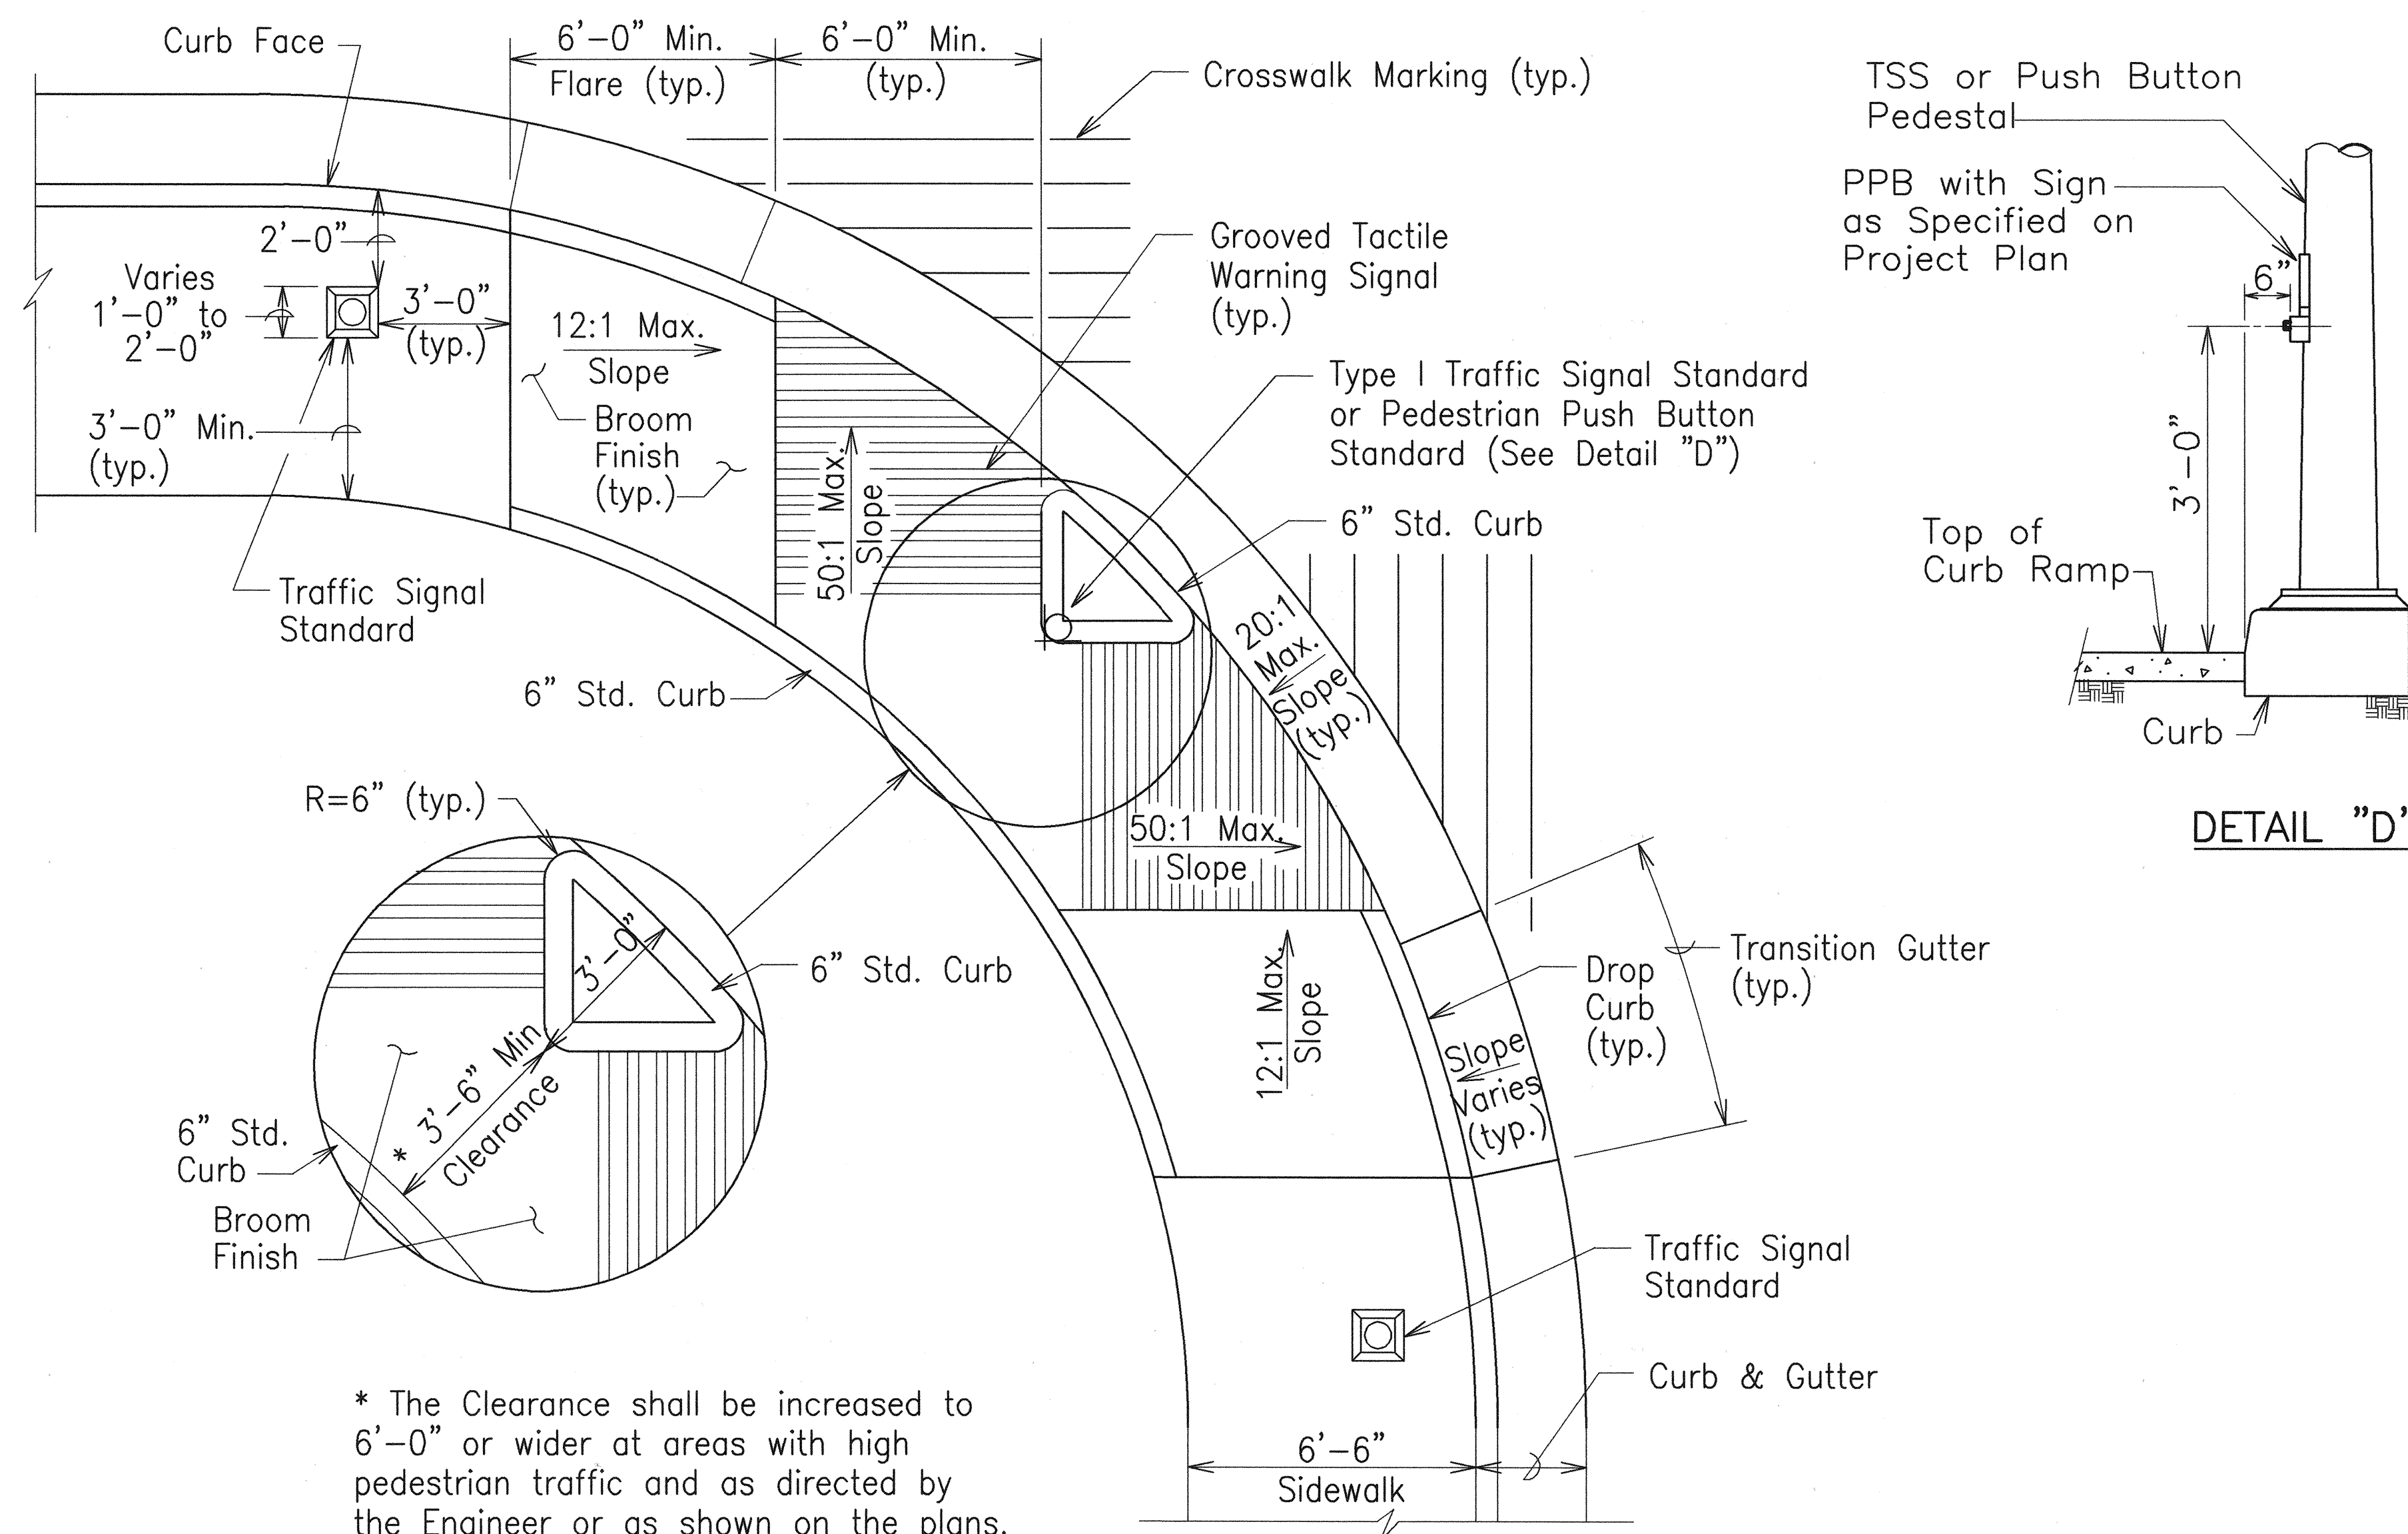 Curb Face
6'-0" Min.
Flare (typ.)
6'-0" Min.
(typ.)
Crosswalk Marking (typ.)
TSS or Push Button
Pedestal
PPB with Sign
as Specified on
Project Plan
6"
3'-0"
Top of
Curb Ramp
Curb
DETAIL "D"
2'-0"
Varies
1'-0" to
2'-0"
3'-0"
(typ.)
3'-0" Min.
(typ.)
12:1 Max.
Slope
Broom
Finish
(typ.)
Grooved Tactile
Warning Signal
(typ.)
50:1 Max.
Slope
Type I Traffic Signal Standard
or Pedestrian Push Button
Standard (See Detail "D")
6" Std. Curb
Traffic Signal
Standard
6" Std. Curb
20:1
Max.
Slope
(typ.)
50:1 Max.
Slope
R=6" (typ.)
3'-0"
6" Std. Curb
* 3'-6" Min
Clearance
6" Std.
Curb
Broom
Finish
12:1 Max.
Slope
Drop
Curb
(typ.)
Transition Gutter
(typ.)
Slope
Varies
(typ.)
Traffic Signal
Standard
Curb & Gutter
6'-6"
Sidewalk
* The Clearance shall be increased to
6'-0" or wider at areas with high
pedestrian traffic and as directed by
the Engineer or as shown on the plans.